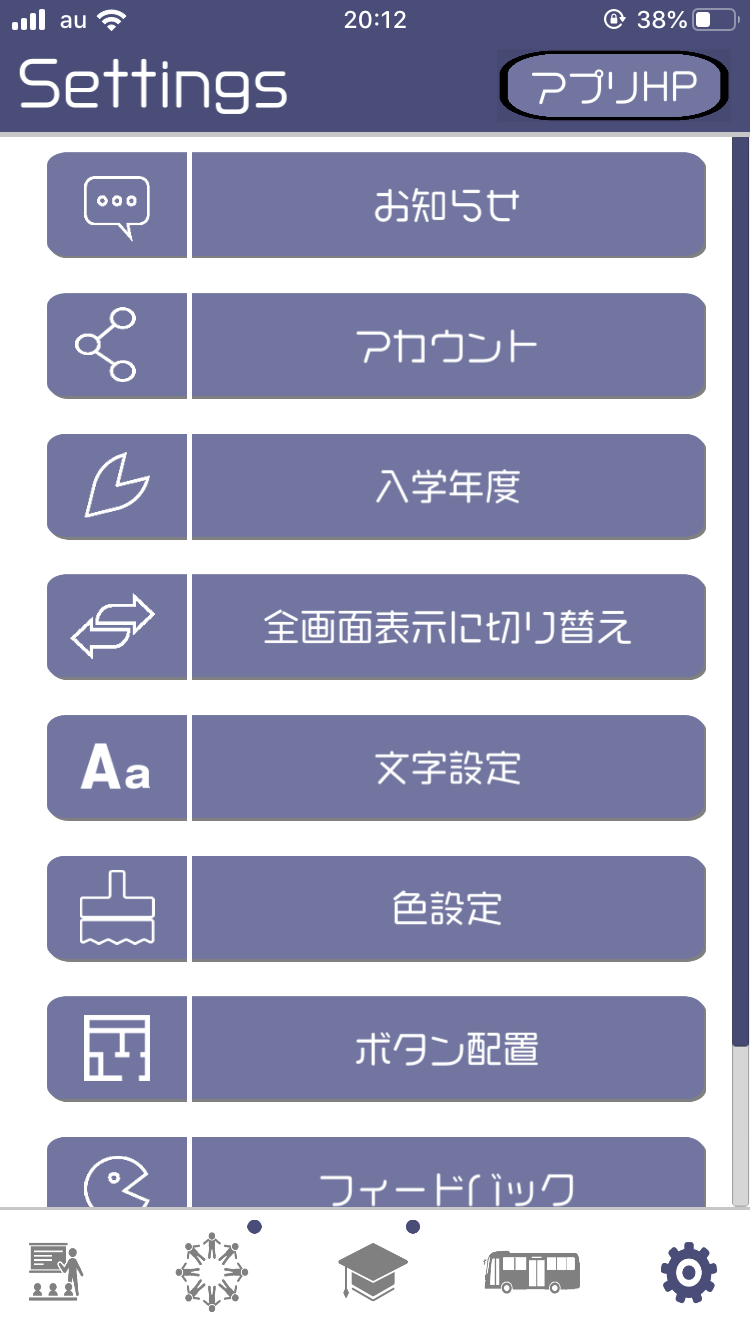 au 20:12 38%
Settings アプリHP
お知らせ
アカウント
入学年度
全画面表示に切り替え
Aa 文字設定
色設定
ボタン配置
フィードバック